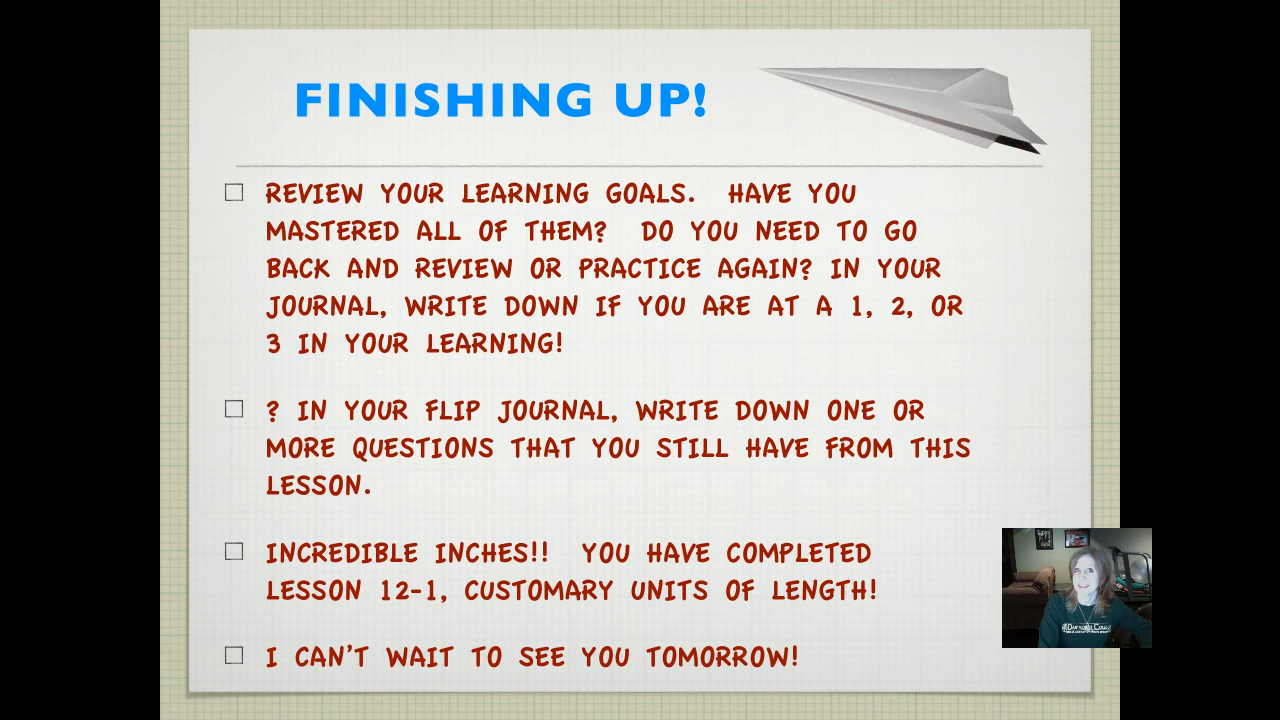 FINISHING UP!
REVIEW YOUR LEARNING GOALS. HAVE YOU
MASTERED ALL OF THEM? DO YOU NEED TO GO
BACK AND REVIEW OR PRACTICE AGAIN? IN YOUR
JOURNAL, WRITE DOWN IF YOU ARE AT A 1, 2, OR
3 IN YOUR LEARNING!
? IN YOUR FLIP JOURNAL, WRITE DOWN ONE OR
MORE QUESTIONS THAT YOU STILL HAVE FROM THIS
LESSON.
INCREDIBLE INCHES!! YOU HAVE COMPLETED
LESSON 12-1, CUSTOMARY UNITS OF LENGTH!
I CAN'T WAIT TO SEE YOU TOMORROW!